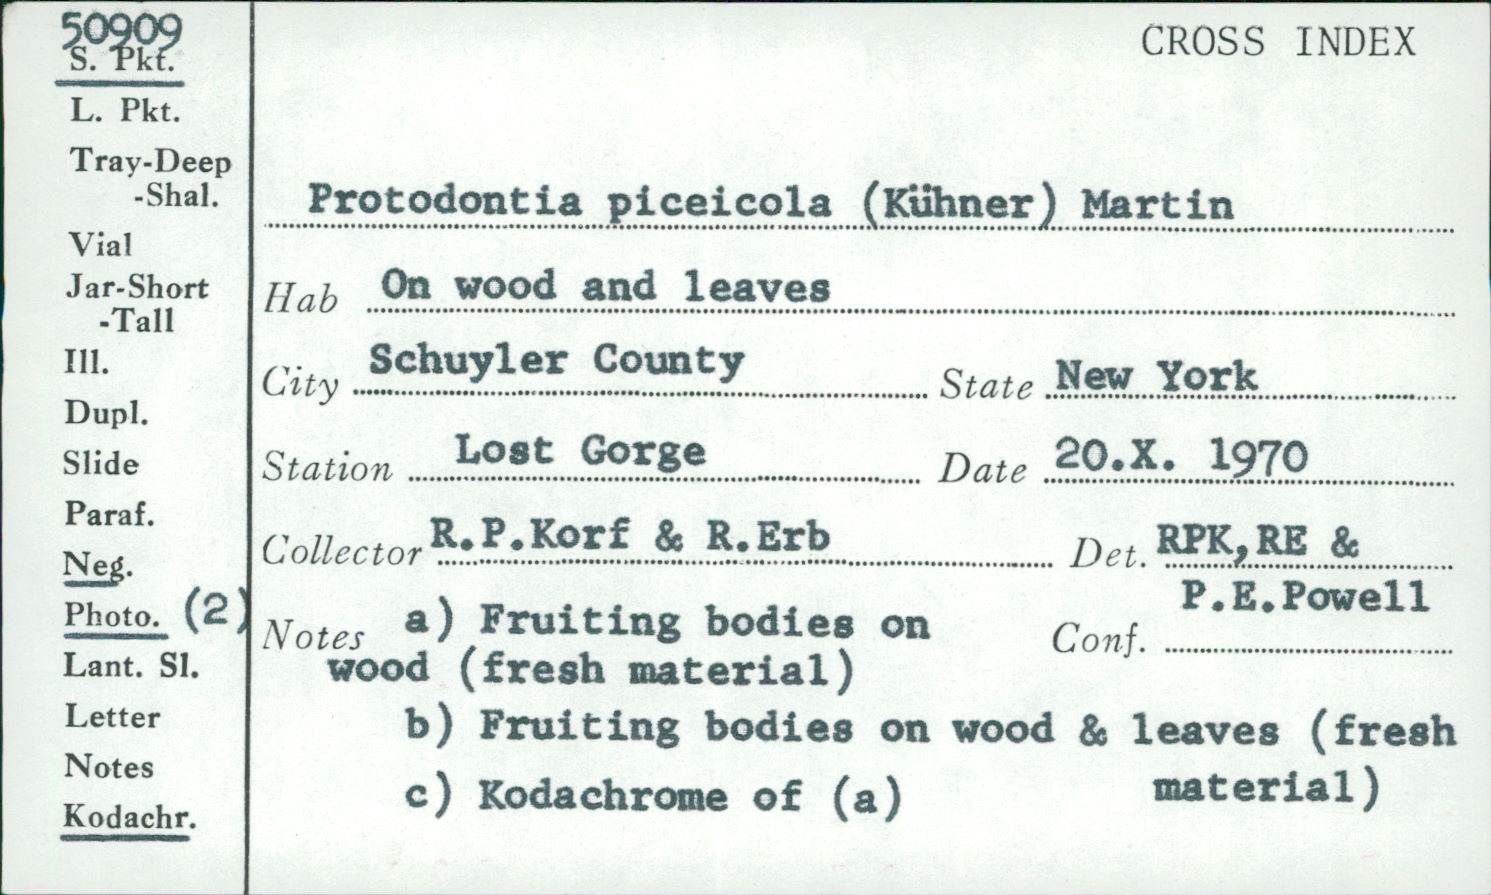 50909
S. Pkt.
L. Pkt.
Tray-Deep
-Shal.
Vial
Jar-Short
-Tall
Ill.
Dupl.
Slide
Paraf.
Neg.
Photo. (2)
Lant. Sl.
Letter
Notes
Kodachr.
CROSS INDEX
Protodontia piceicola (Kühner) Martin
Hab On wood and leaves
City Schuyler County State New York
Station Lost Gorge Date 20.X. 1970
Collector R.P.Korf & R.Erb Det. RPK,RE &
P.E.Powell
Notes a) Fruiting bodies on Conf.
wood (fresh material)
b) Fruiting bodies on wood & leaves (fresh
material)
c) Kodachrome of (a)